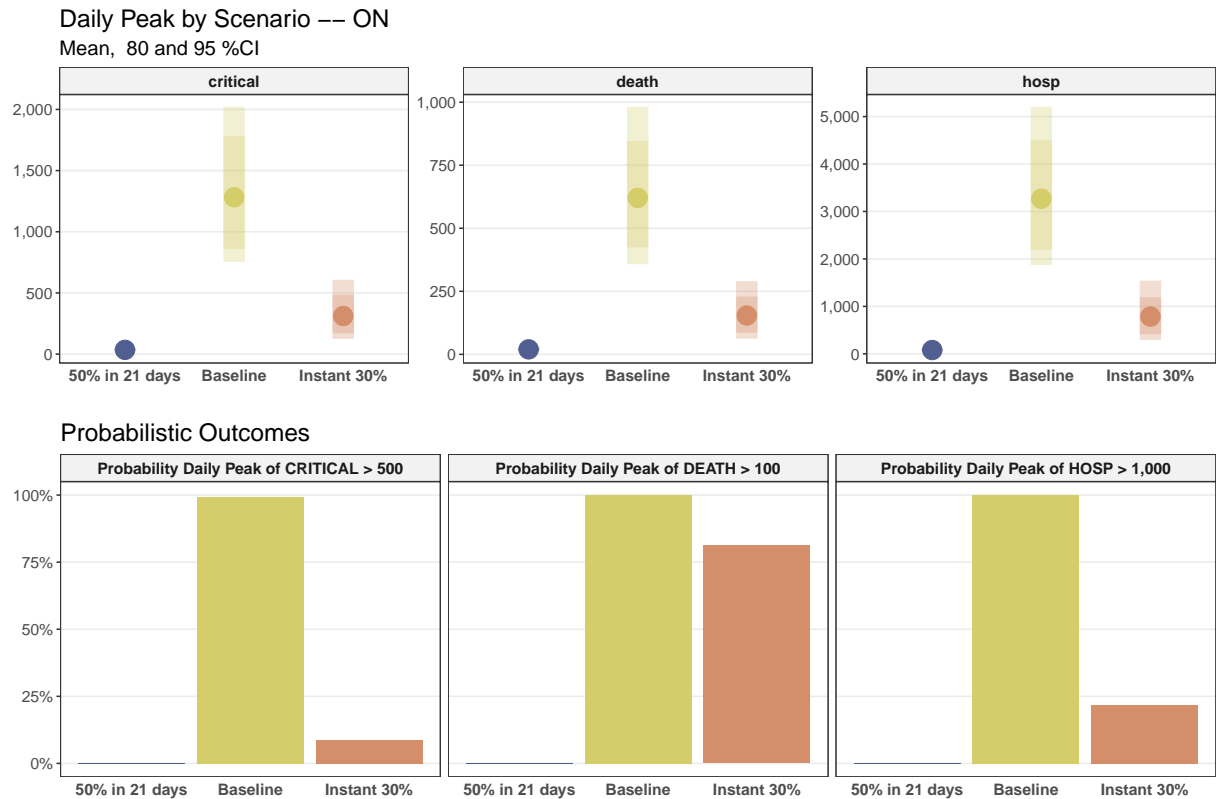 Daily Peak by Scenario −− ON
Mean,  80 and 95 %CI
critical
2,000
1,500
1,000
500
0
50% in 21 days Baseline Instant 30%
death
1,000
750
500
250
0
50% in 21 days Baseline Instant 30%
hosp
5,000
4,000
3,000
2,000
1,000
0
50% in 21 days Baseline Instant 30%
Probabilistic Outcomes
Probability Daily Peak of CRITICAL > 500
100%
75%
50%
25%
0%
50% in 21 days Baseline Instant 30%
Probability Daily Peak of DEATH > 100
50% in 21 days Baseline Instant 30%
Probability Daily Peak of HOSP > 1,000
50% in 21 days Baseline Instant 30%